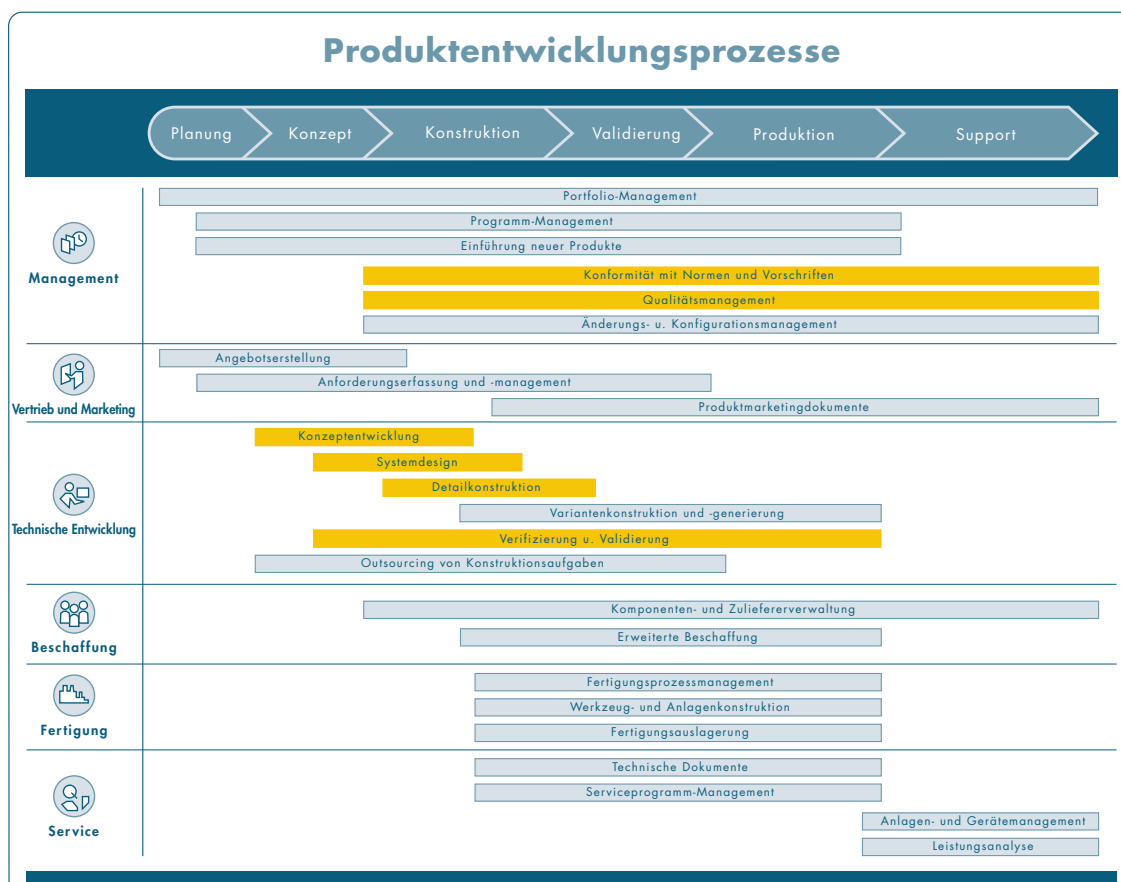 Produktentwicklungsprozesse
Planung
Konzept
Konstruktion
Validierung
Produktion
Support
Management
Portfolio-Management
Programm-Management
Einführung neuer Produkte
Konformität mit Normen und Vorschriften
Qualitätsmanagement
Änderungs- u. Konfigurationsmanagement
Vertrieb und Marketing
Angebotserstellung
Anforderungserfassung und -management
Produktmarketingdokumente
Technische Entwicklung
Konzeptentwicklung
Systemdesign
Detailkonstruktion
Variantenkonstruktion und -generierung
Verifizierung u. Validierung
Outsourcing von Konstruktionsaufgaben
Beschaffung
Komponenten- und Zuliefererverwaltung
Erweiterte Beschaffung
Fertigung
Fertigungsprozessmanagement
Werkzeug- und Anlagenkonstruktion
Fertigungsauslagerung
Service
Technische Dokumente
Serviceprogramm-Management
Anlagen- und Gerätemanagement
Leistungsanalyse